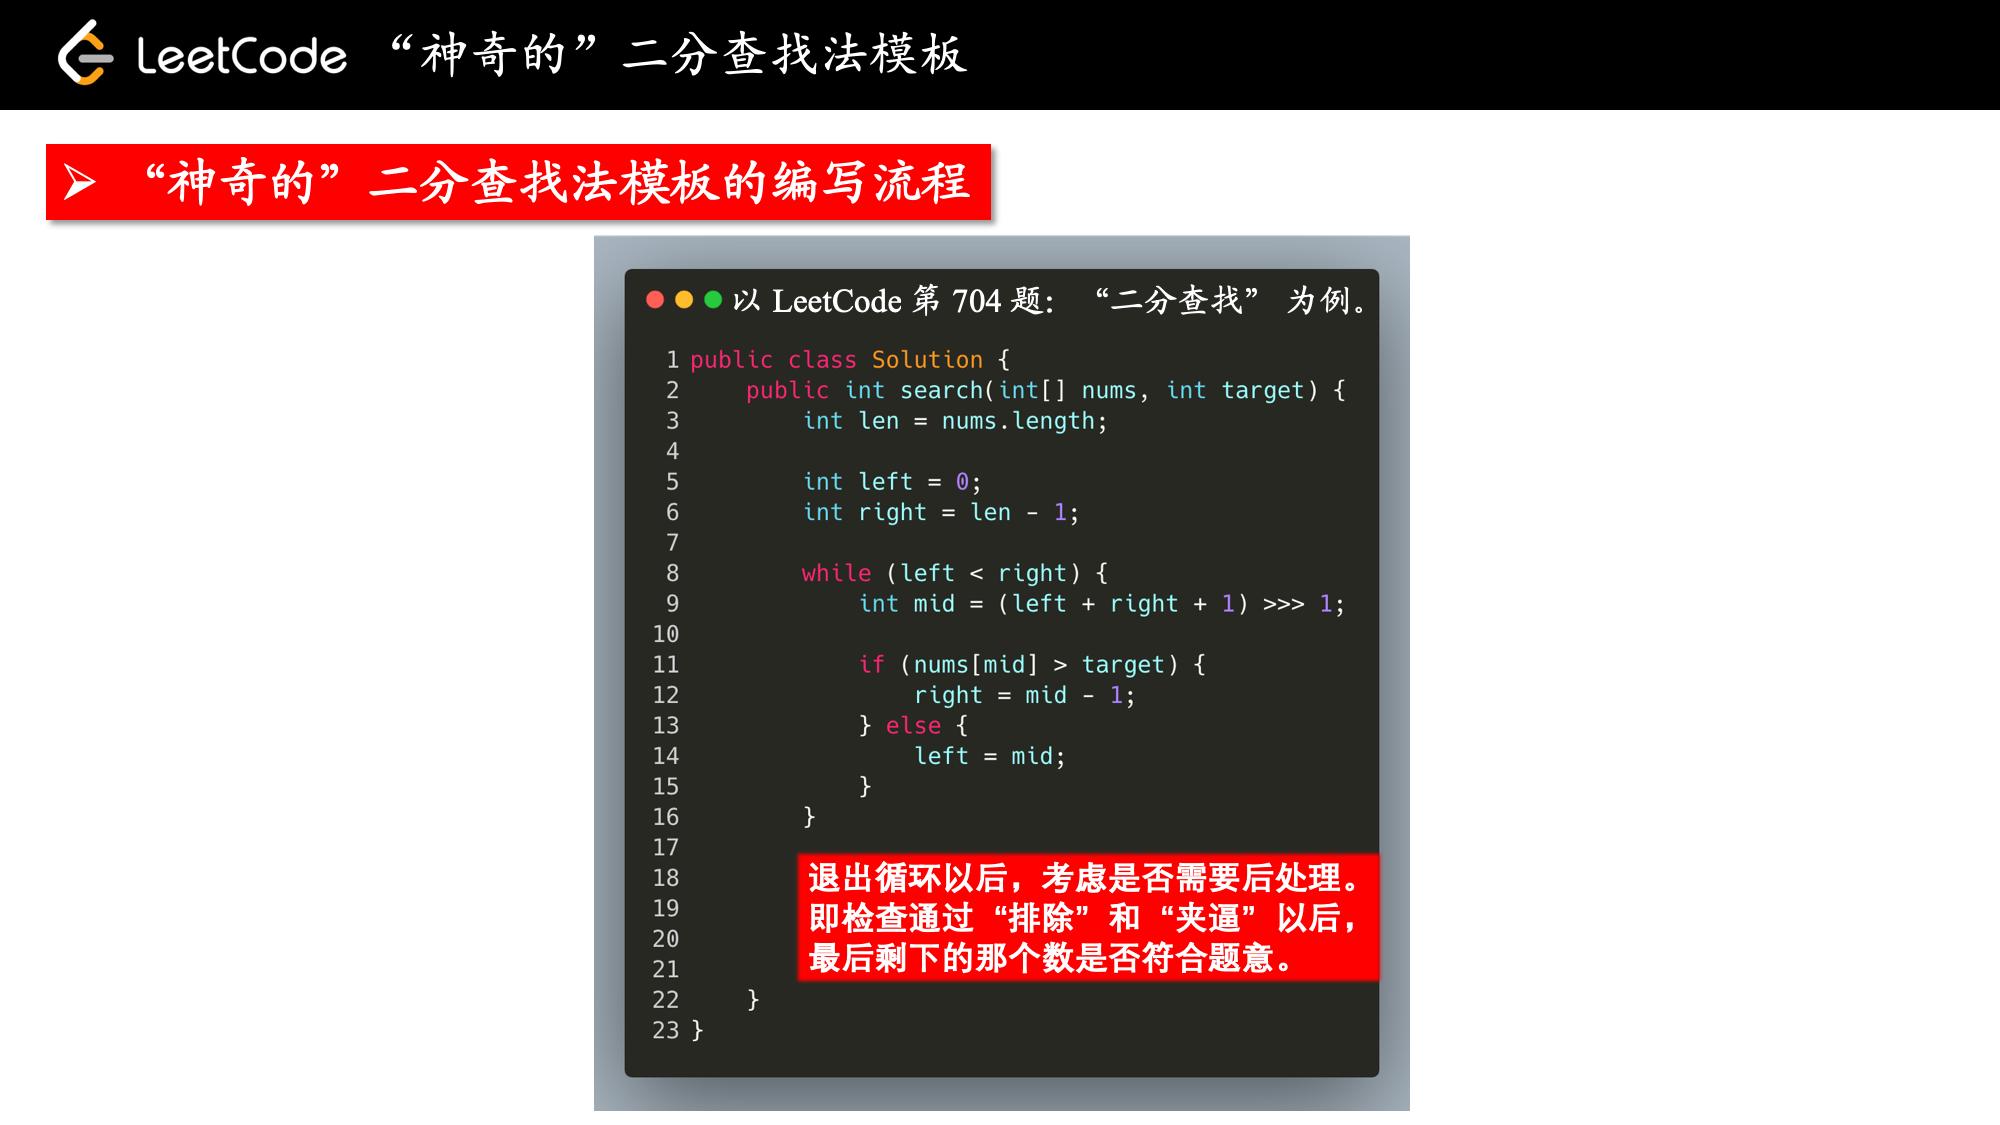 LeetCode “神奇的”二分查找法模板
➢ “神奇的”二分查找法模板的编写流程
以 LeetCode 第 704 题：“二分查找” 为例。
1 public class Solution {
2     public int search(int[] nums, int target) {
3         int len = nums.length;
4
5         int left = 0;
6         int right = len - 1;
7
8         while (left < right) {
9             int mid = (left + right + 1) >>> 1;
10
11             if (nums[mid] > target) {
12                 right = mid - 1;
13             } else {
14                 left = mid;
15             }
16         }
17
18 退出循环以后，考虑是否需要后处理。
19 即检查通过“排除”和“夹逼”以后，
20 最后剩下的那个数是否符合题意。
21
22     }
23 }